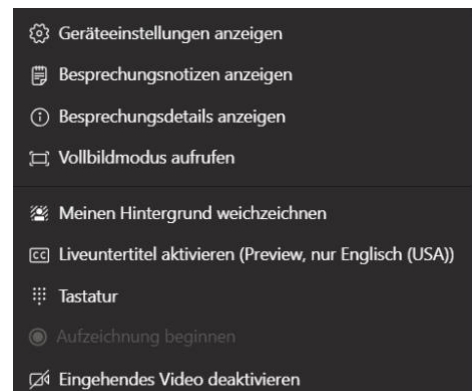 Geräteeinstellungen anzeigen
Besprechungsnotizen anzeigen
Besprechungsdetails anzeigen
Vollbildmodus aufrufen
Meinen Hintergrund weichzeichnen
CC Liveuntertitel aktivieren (Preview, nur Englisch (USA))
Tastatur
Aufzeichnung beginnen
Eingehendes Video deaktivieren